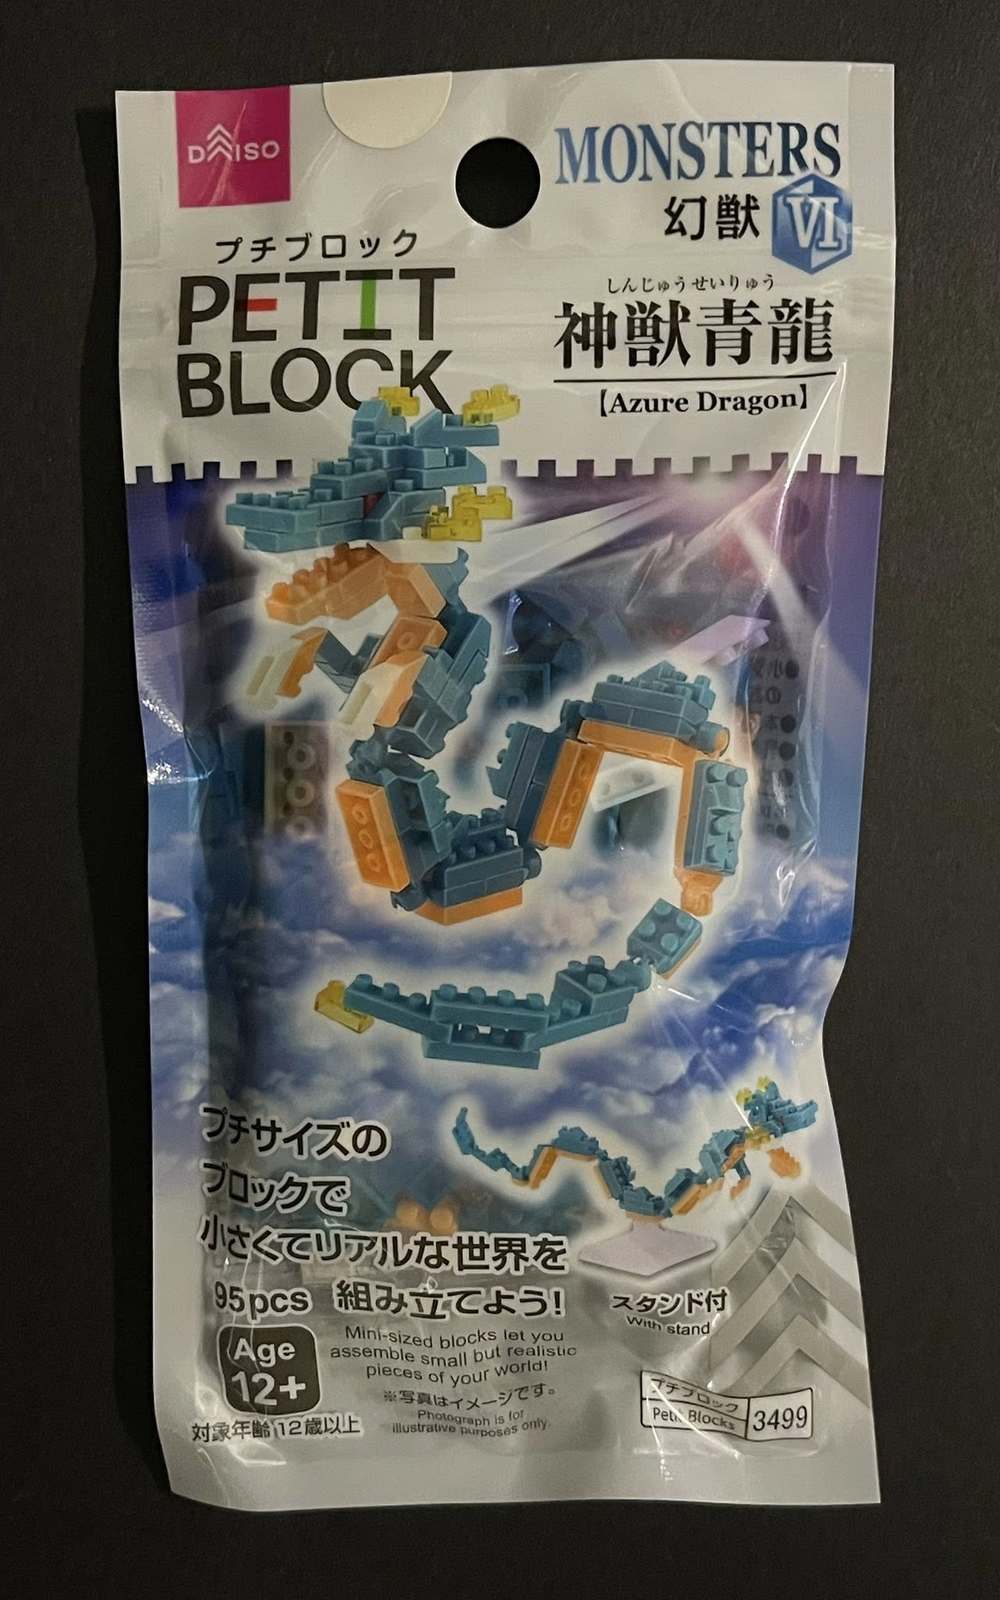 DAISO
プチブロック
PETIT
BLOCK
MONSTERS
幻獣 VI
しんじゅうせいりゅう
神獣青龍
【Azure Dragon】
プチサイズの
ブロックで
小さくてリアルな世界を
組み立てよう!
95pcs
Mini-sized blocks let you
assemble small but realistic
pieces of your world!
※写真はイメージです。
Photograph is for
illustrative purposes only.
Age
12+
対象年齢12歳以上
スタンド付
With stand
プチブロック
Petit Blocks
3499